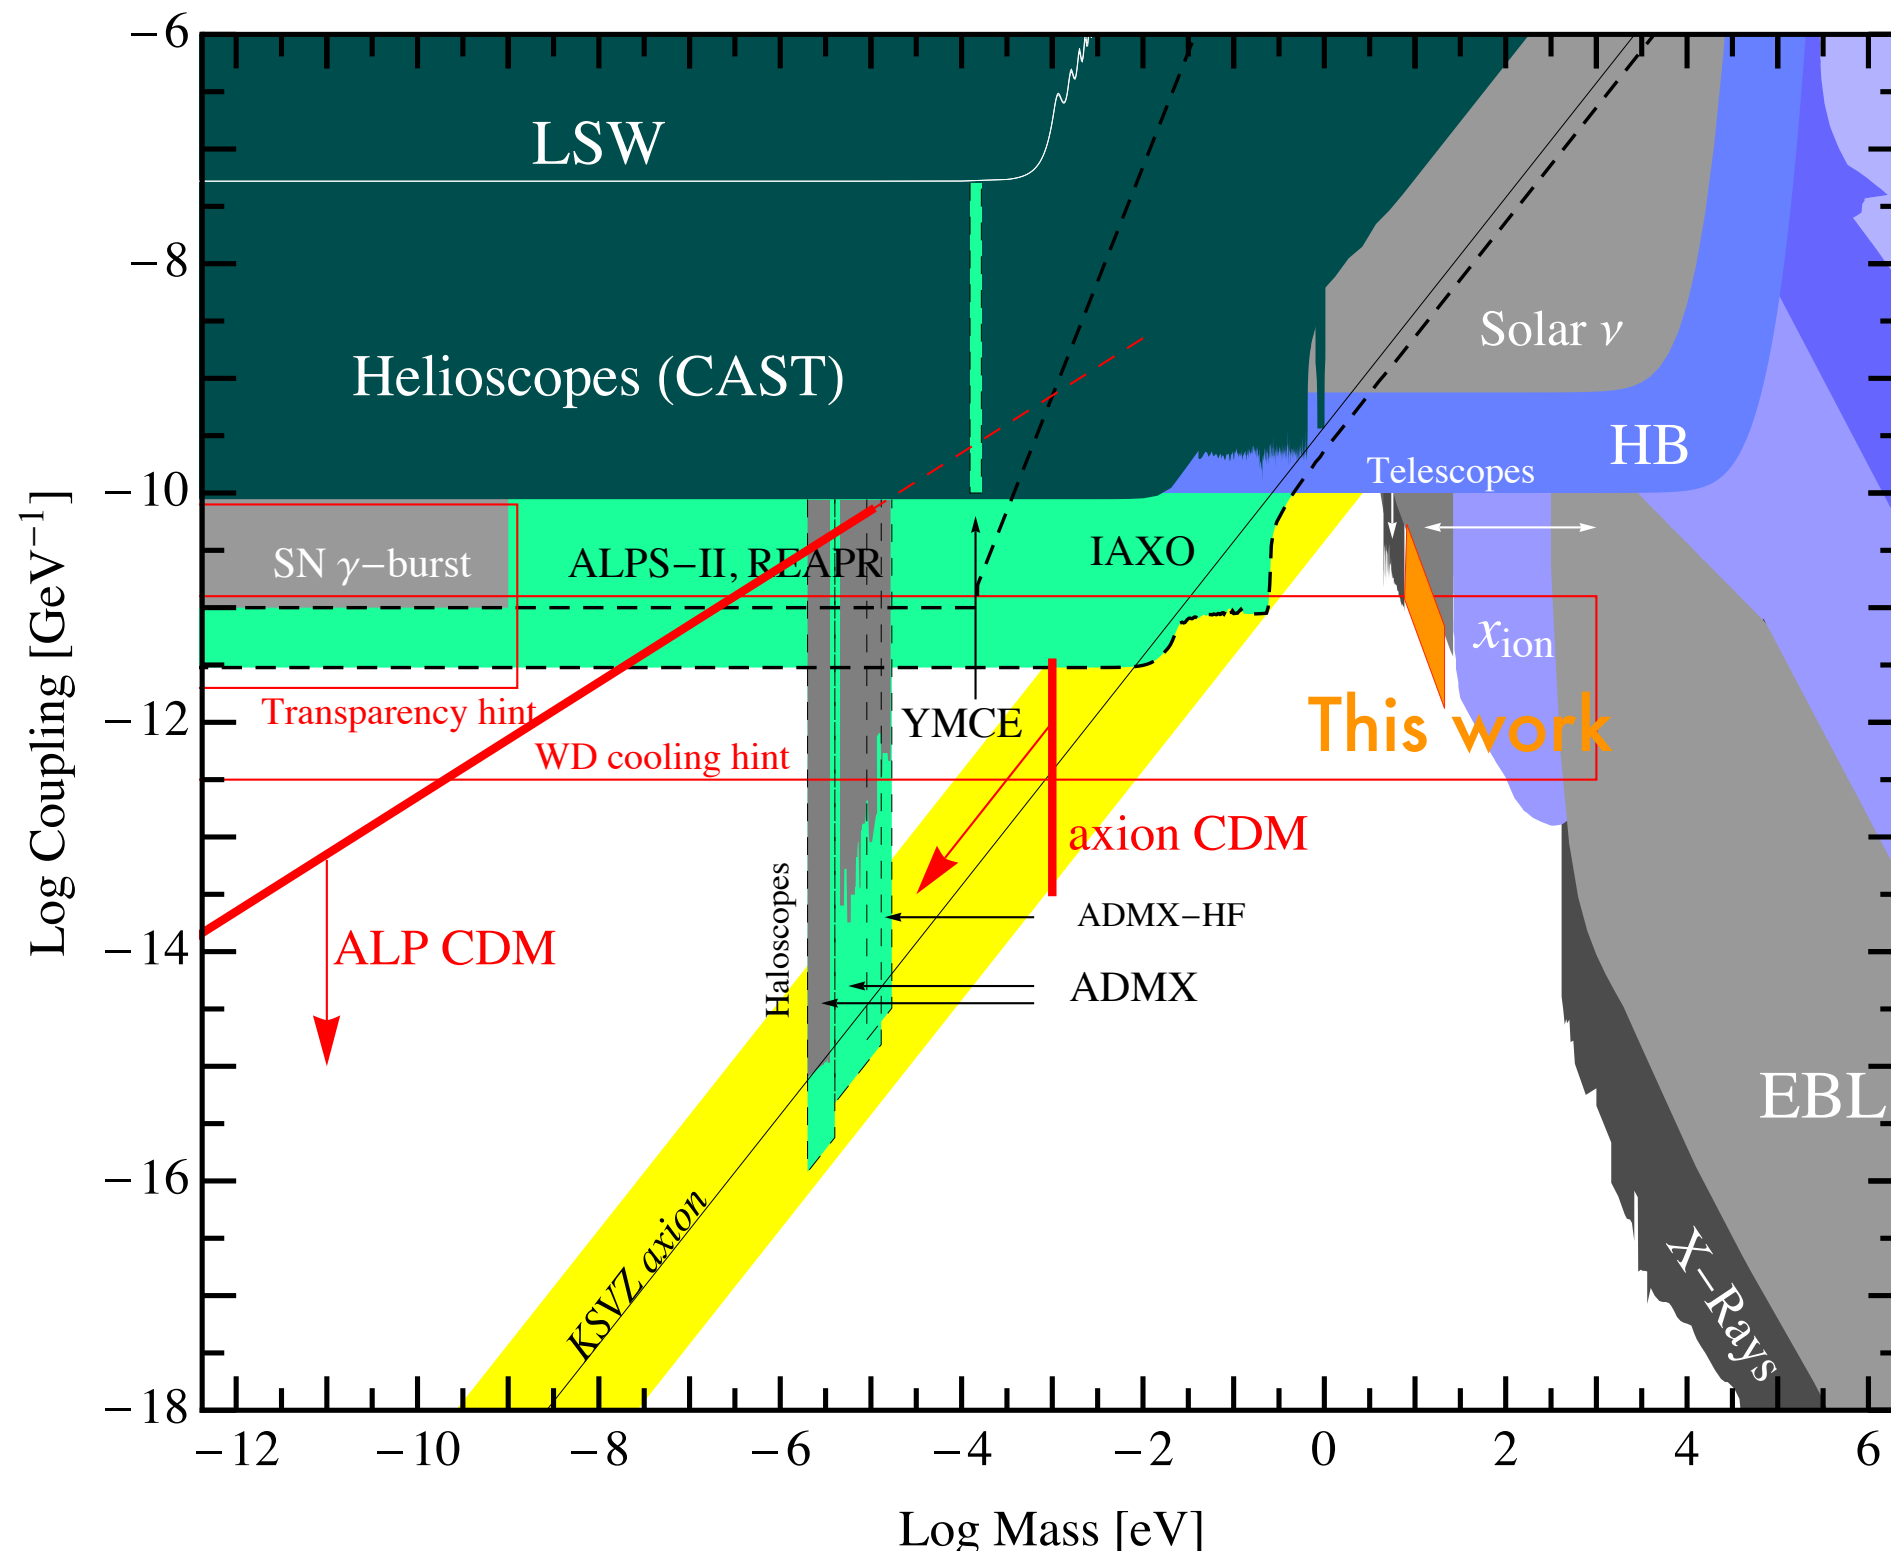 −6
LSW
−8
Solar ν
Helioscopes (CAST)
HB
Telescopes
−10
IAXO
SN γ−burst
ALPS−II, REAPR
x_ion
Log Coupling [GeV⁻¹]
Transparency hint
−12
YMCE
This work
WD cooling hint
axion CDM
Haloscopes
ADMX−HF
−14
ALP CDM
ADMX
EBL
−16
KSVZ axion
X−Rays
−18
−12 −10 −8 −6 −4 −2 0 2 4 6
Log Mass [eV]